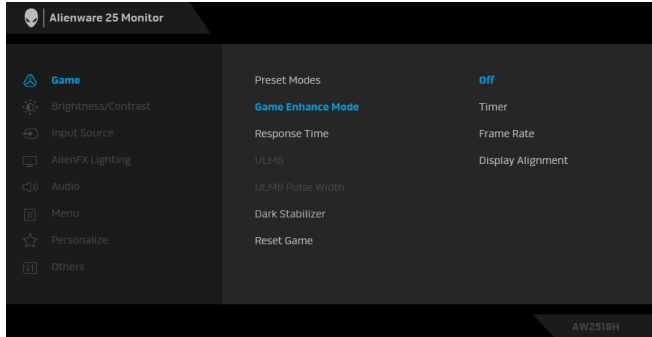 Alienware 25 Monitor
Game
Preset Modes
Off
Brightness/Contrast
Game Enhance Mode
Timer
Input Source
Response Time
Frame Rate
AlienFX Lighting
ULMB
Display Alignment
Audio
ULMB Pulse Width
Menu
Dark Stabilizer
Personalize
Reset Game
Others
AW2518H